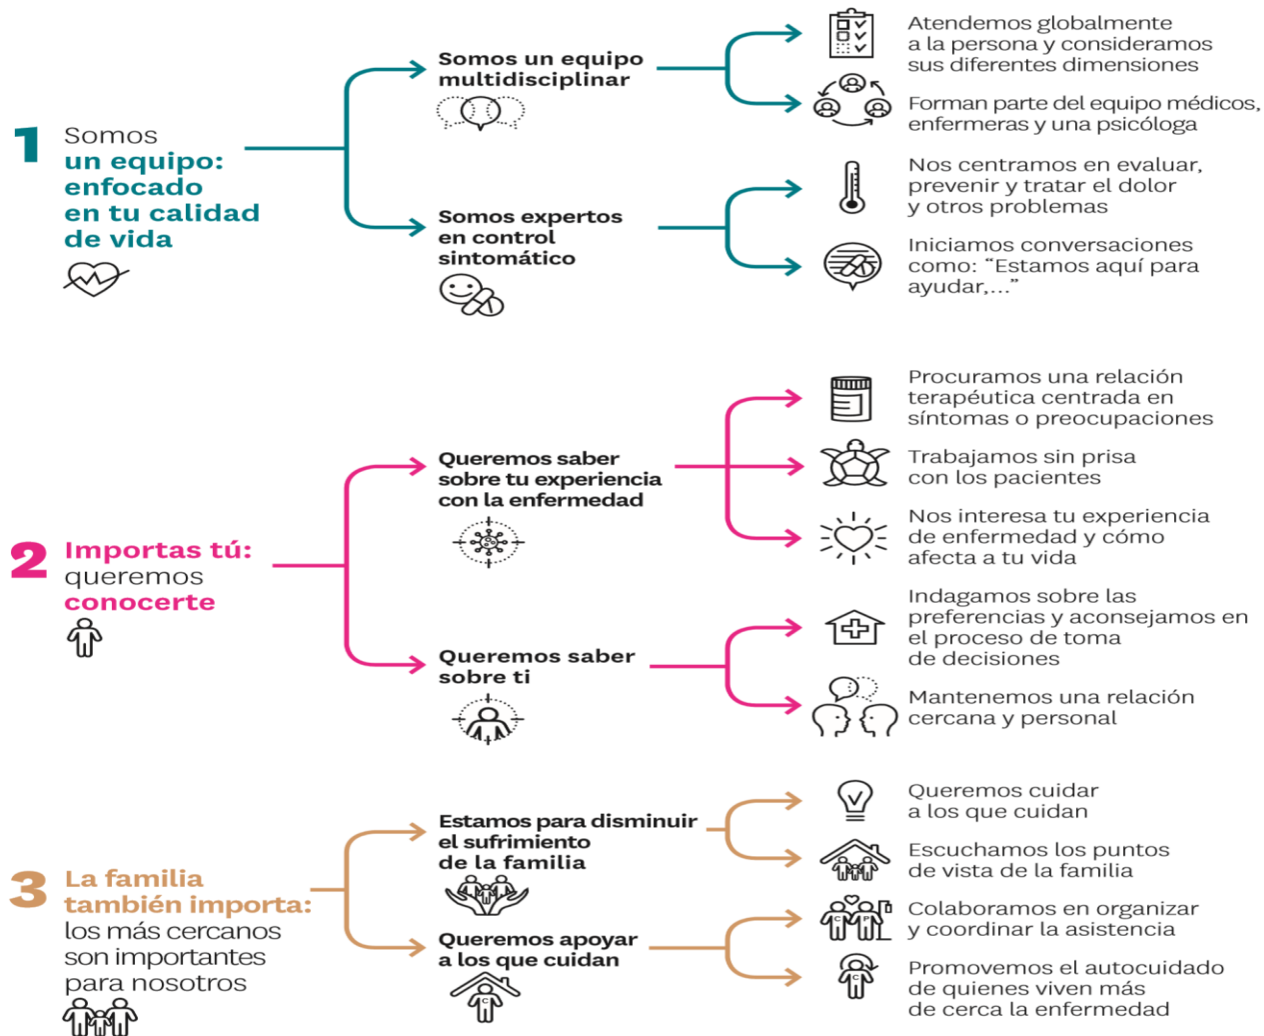 1
Somos
un equipo:
enfocado
en tu calidad
de vida
Somos un equipo
multidisciplinar
Atendemos globalmente
a la persona y consideramos
sus diferentes dimensiones
Forman parte del equipo médicos,
enfermeras y una psicóloga
Somos expertos
en control
sintomático
Nos centramos en evaluar,
prevenir y tratar el dolor
y otros problemas
Iniciamos conversaciones
como: “Estamos aquí para
ayudar,...”
2
Importas tú:
queremos
conocerte
Queremos saber
sobre tu experiencia
con la enfermedad
Procuramos una relación
terapéutica centrada en
síntomas o preocupaciones
Trabajamos sin prisa
con los pacientes
Nos interesa tu experiencia
de enfermedad y cómo
afecta a tu vida
Queremos saber
sobre ti
Indagamos sobre las
preferencias y aconsejamos en
el proceso de toma
de decisiones
Mantenemos una relación
cercana y personal
3
La familia
también importa:
los más cercanos
son importantes
para nosotros
Estamos para disminuir
el sufrimiento
de la familia
Queremos cuidar
a los que cuidan
Escuchamos los puntos
de vista de la familia
Queremos apoyar
a los que cuidan
C
C P
Colaboramos en organizar
y coordinar la asistencia
C
Promovemos el autocuidado
de quienes viven más
de cerca la enfermedad